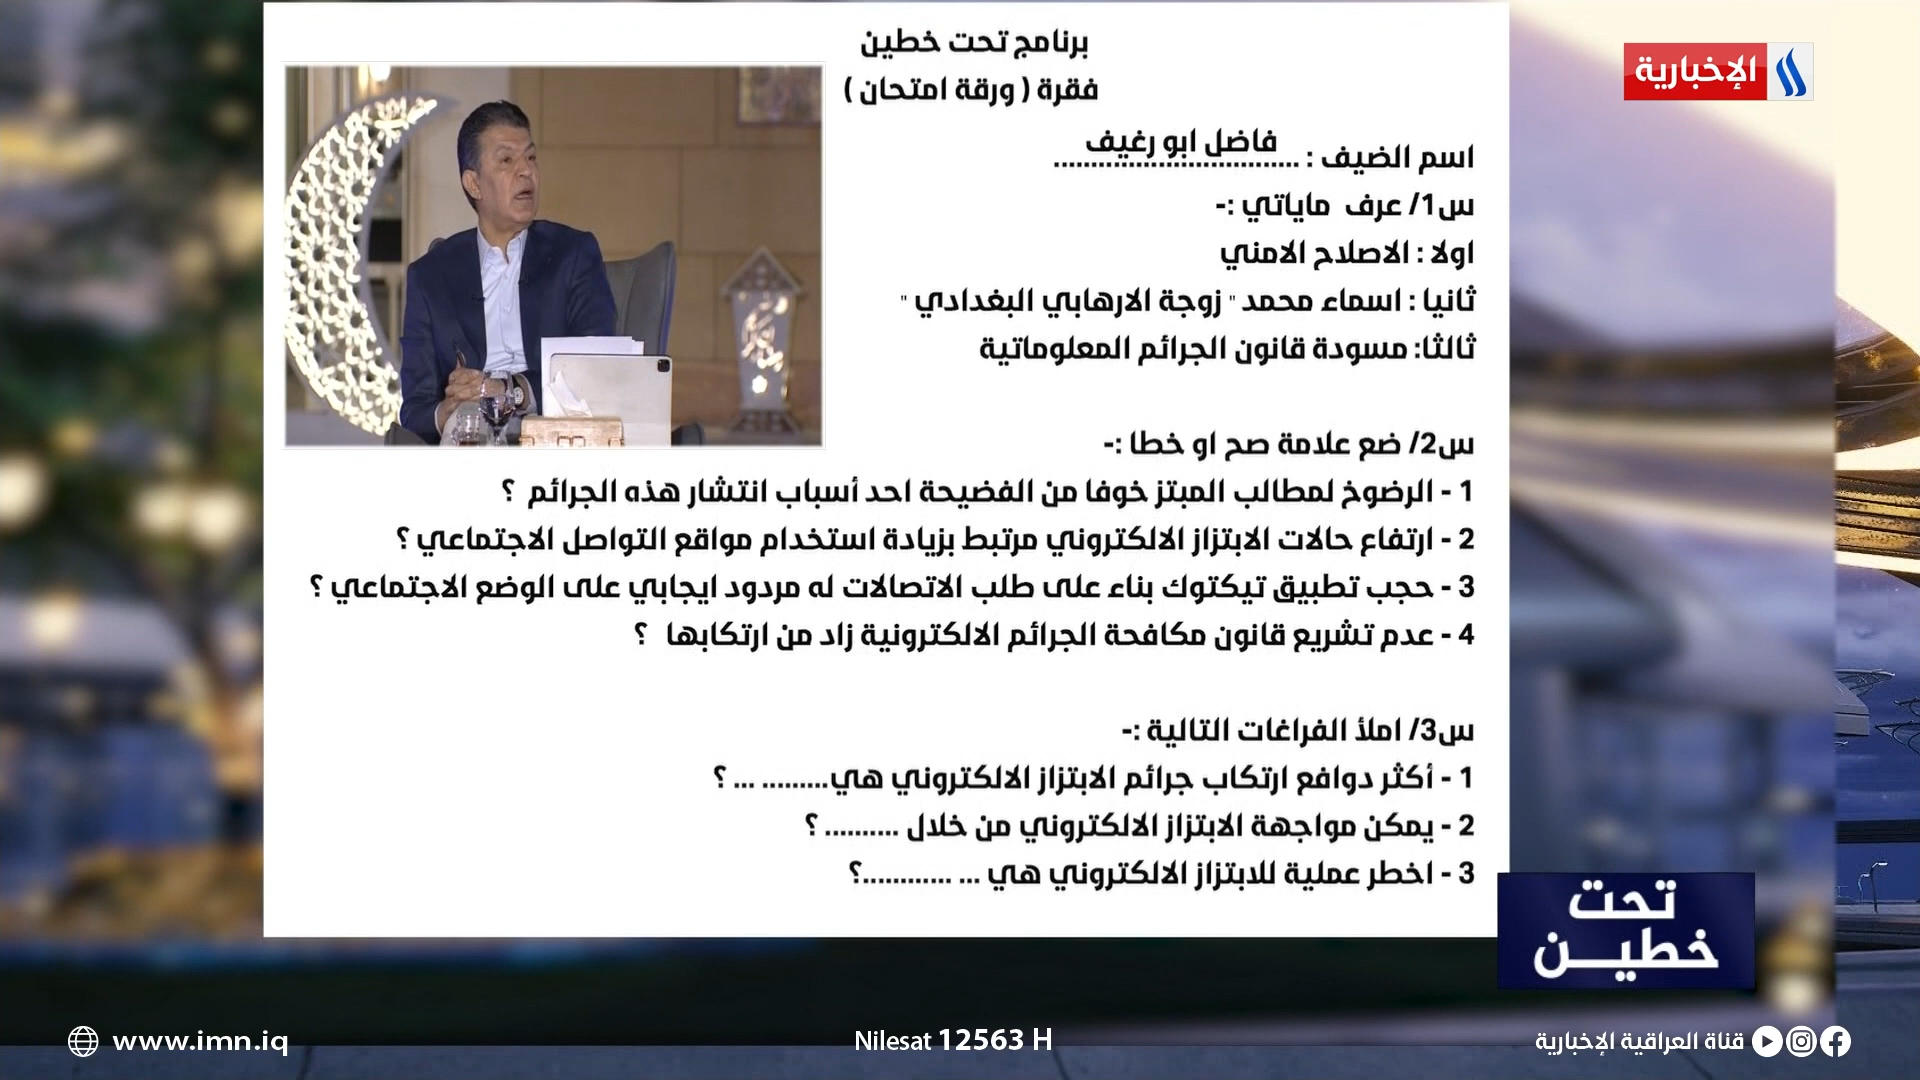 الإخبارية
برنامج تحت خطين
فقرة ( ورقة امتحان )
اسم الضيف : ................................
فاضل ابو رغيف
س1/ عرف ماياتي :-
اولا : الاصلاح الامني
ثانيا : اسماء محمد " زوجة الارهابي البغدادي "
ثالثا: مسودة قانون الجرائم المعلوماتية
س2/ ضع علامة صح او خطا :-
1 - الرضوخ لمطالب المبتز خوفا من الفضيحة احد أسباب انتشار هذه الجرائم ؟
2 - ارتفاع حالات الابتزاز الالكتروني مرتبط بزيادة استخدام مواقع التواصل الاجتماعي ؟
3 - حجب تطبيق تيكتوك بناء على طلب الاتصالات له مردود ايجابي على الوضع الاجتماعي ؟
4 - عدم تشريع قانون مكافحة الجرائم الالكترونية زاد من ارتكابها ؟
س3/ املأ الفراغات التالية :-
1 - أكثر دوافع ارتكاب جرائم الابتزاز الالكتروني هي......... ... ؟
2 - يمكن مواجهة الابتزاز الالكتروني من خلال .......... ؟
3 - اخطر عملية للابتزاز الالكتروني هي ... ............؟
تحت
خطين
www.imn.iq
Nilesat 12563 H
قناة العراقية الإخبارية